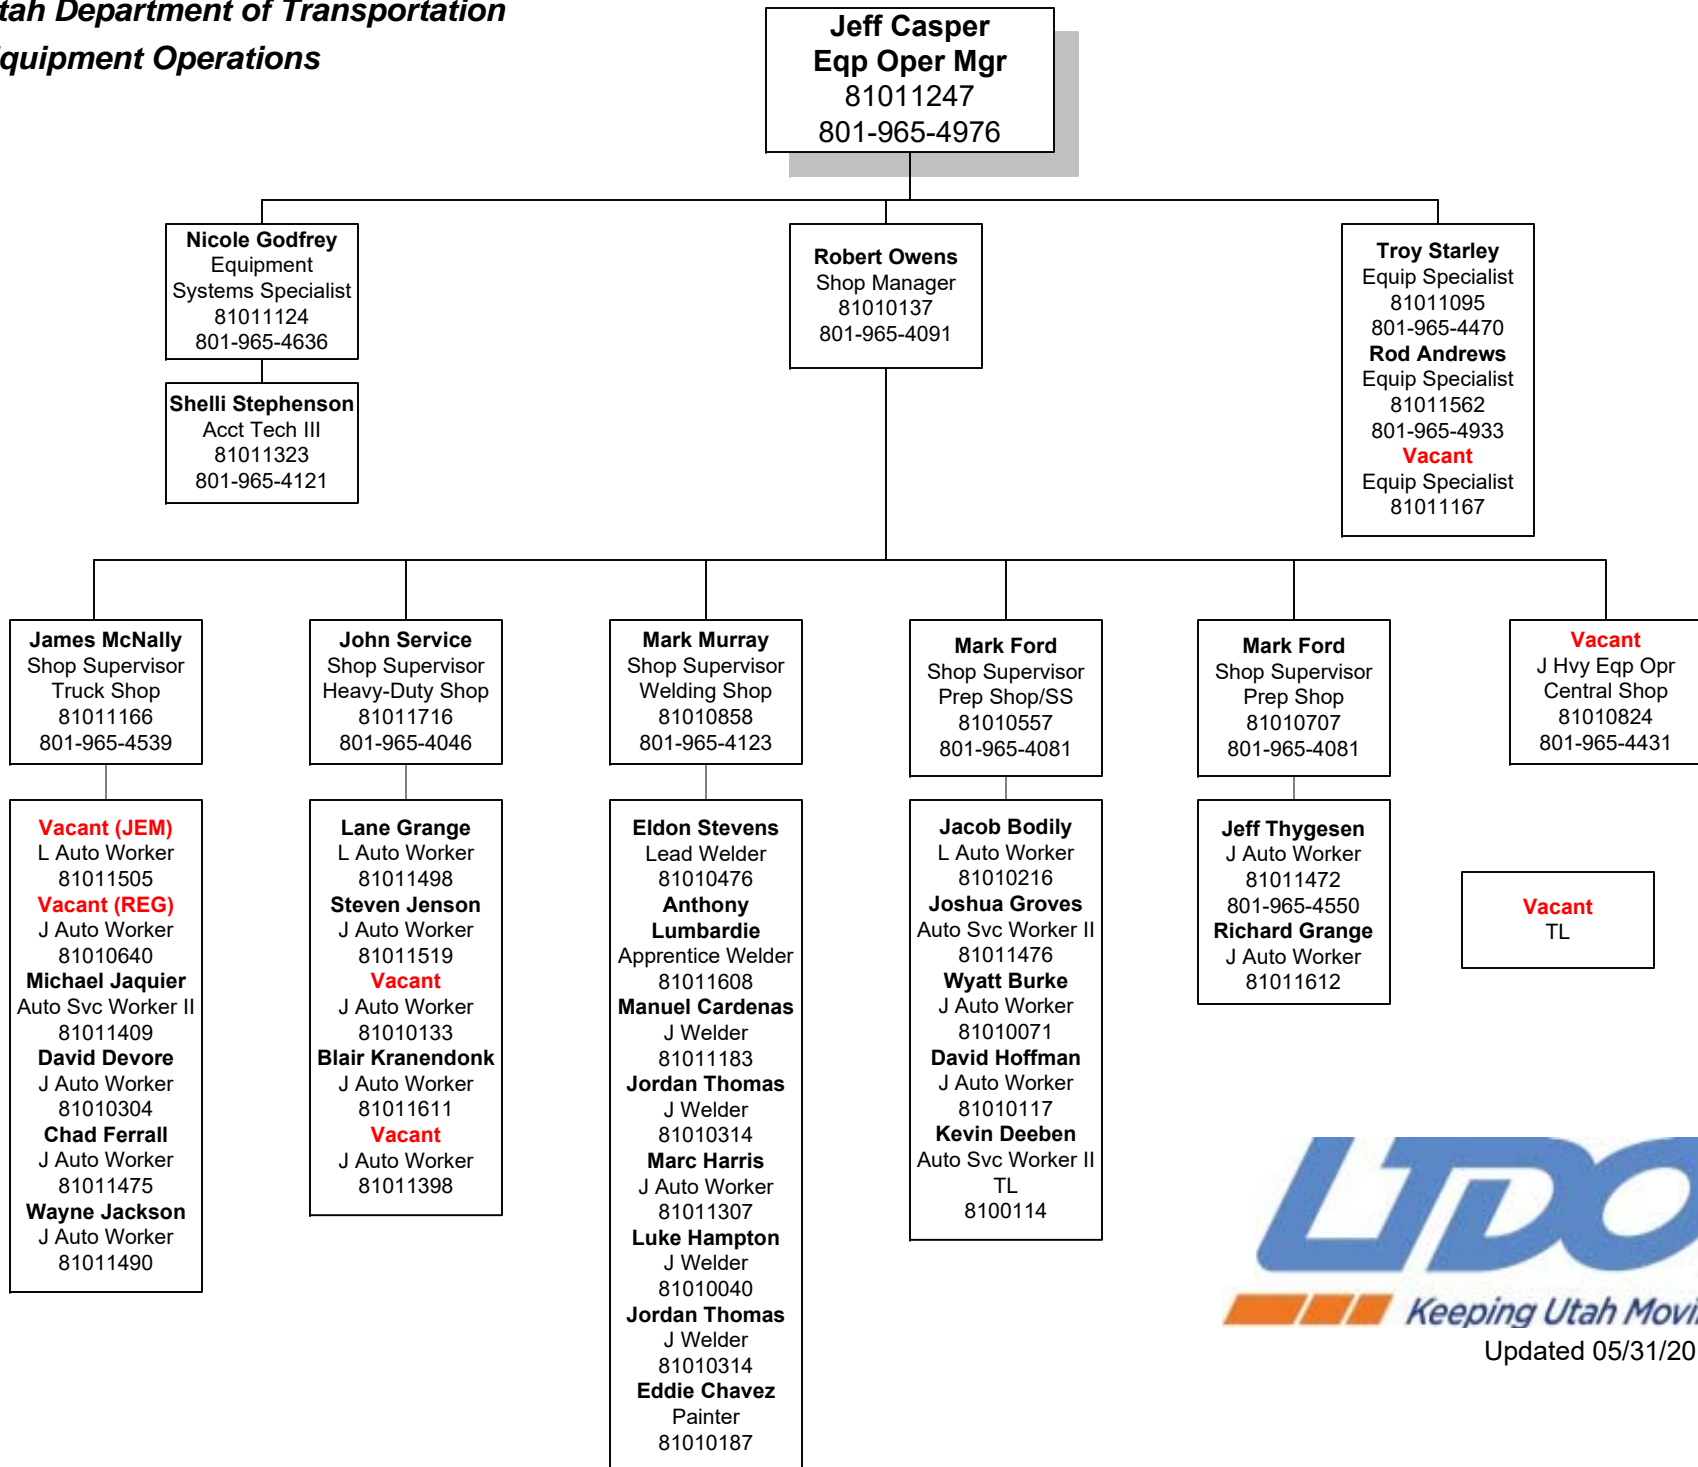 tah Department of Transportation
quipment Operations
Jeff Casper
Eqp Oper Mgr
81011247
801-965-4976
Nicole Godfrey
Equipment
Systems Specialist
81011124
801-965-4636
Shelli Stephenson
Acct Tech III
81011323
801-965-4121
Robert Owens
Shop Manager
81010137
801-965-4091
Troy Starley
Equip Specialist
81011095
801-965-4470
Rod Andrews
Equip Specialist
81011562
801-965-4933
Vacant
Equip Specialist
81011167
James McNally
Shop Supervisor
Truck Shop
81011166
801-965-4539
John Service
Shop Supervisor
Heavy-Duty Shop
81011716
801-965-4046
Mark Murray
Shop Supervisor
Welding Shop
81010858
801-965-4123
Mark Ford
Shop Supervisor
Prep Shop/SS
81010557
801-965-4081
Mark Ford
Shop Supervisor
Prep Shop
81010707
801-965-4081
Vacant
J Hvy Eqp Opr
Central Shop
81010824
801-965-4431
Vacant (JEM)
L Auto Worker
81011505
Vacant (REG)
J Auto Worker
81010640
Michael Jaquier
Auto Svc Worker II
81011409
David Devore
J Auto Worker
81010304
Chad Ferrall
J Auto Worker
81011475
Wayne Jackson
J Auto Worker
81011490
Lane Grange
L Auto Worker
81011498
Steven Jenson
J Auto Worker
81011519
Vacant
J Auto Worker
81010133
Blair Kranendonk
J Auto Worker
81011611
Vacant
J Auto Worker
81011398
Eldon Stevens
Lead Welder
81010476
Anthony
Lumbardie
Apprentice Welder
81011608
Manuel Cardenas
J Welder
81011183
Jordan Thomas
J Welder
81010314
Marc Harris
J Auto Worker
81011307
Luke Hampton
J Welder
81010040
Jordan Thomas
J Welder
81010314
Eddie Chavez
Painter
81010187
Jacob Bodily
L Auto Worker
81010216
Joshua Groves
Auto Svc Worker II
81011476
Wyatt Burke
J Auto Worker
81010071
David Hoffman
J Auto Worker
81010117
Kevin Deeben
Auto Svc Worker II
TL
8100114
Jeff Thygesen
J Auto Worker
81011472
801-965-4550
Richard Grange
J Auto Worker
81011612
Vacant
TL
UDO
Keeping Utah Movi
Updated 05/31/20